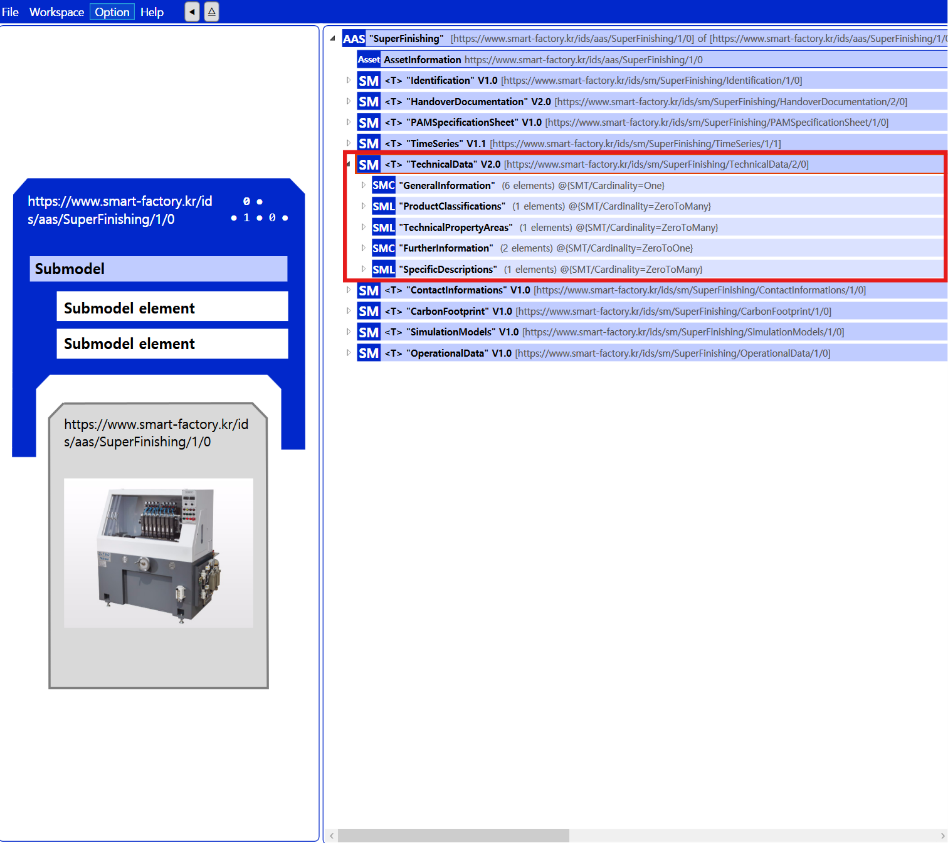 File Workspace Option Help
https://www.smart-factory.kr/id
s/aas/SuperFinishing/1/0
0
1 0
Submodel
Submodel element
Submodel element
https://www.smart-factory.kr/id
s/aas/SuperFinishing/1/0
AAS "SuperFinishing" [https://www.smart-factory.kr/ids/aas/SuperFinishing/1/0] of [https://www.smart-factory.kr/ids/aas/SuperFinishing/1/
Asset AssetInformation https://www.smart-factory.kr/ids/aas/SuperFinishing/1/0
SM <T> "Identification" V1.0 [https://www.smart-factory.kr/ids/sm/SuperFinishing/Identification/1/0]
SM <T> "HandoverDocumentation" V2.0 [https://www.smart-factory.kr/ids/sm/SuperFinishing/HandoverDocumentation/2/0]
SM <T> "PAMSpecificationSheet" V1.0 [https://www.smart-factory.kr/ids/sm/SuperFinishing/PAMSpecificationSheet/1/0]
SM <T> "TimeSeries" V1.1 [https://www.smart-factory.kr/ids/sm/SuperFinishing/TimeSeries/1/1]
SM <T> "TechnicalData" V2.0 [https://www.smart-factory.kr/ids/sm/SuperFinishing/TechnicalData/2/0]
SMC "GeneralInformation" (6 elements) @{SMT/Cardinality=One}
SML "ProductClassifications" (1 elements) @{SMT/Cardinality=ZeroToMany}
SML "TechnicalPropertyAreas" (1 elements) @{SMT/Cardinality=ZeroToMany}
SMC "FurtherInformation" (2 elements) @{SMT/Cardinality=ZeroToOne}
SML "SpecificDescriptions" (1 elements) @{SMT/Cardinality=ZeroToMany}
SM <T> "ContactInformations" V1.0 [https://www.smart-factory.kr/ids/sm/SuperFinishing/ContactInformations/1/0]
SM <T> "CarbonFootprint" V1.0 [https://www.smart-factory.kr/ids/sm/SuperFinishing/CarbonFootprint/1/0]
SM <T> "SimulationModels" V1.0 [https://www.smart-factory.kr/ids/sm/SuperFinishing/SimulationModels/1/0]
SM <T> "OperationalData" V1.0 [https://www.smart-factory.kr/ids/sm/SuperFinishing/OperationalData/1/0]